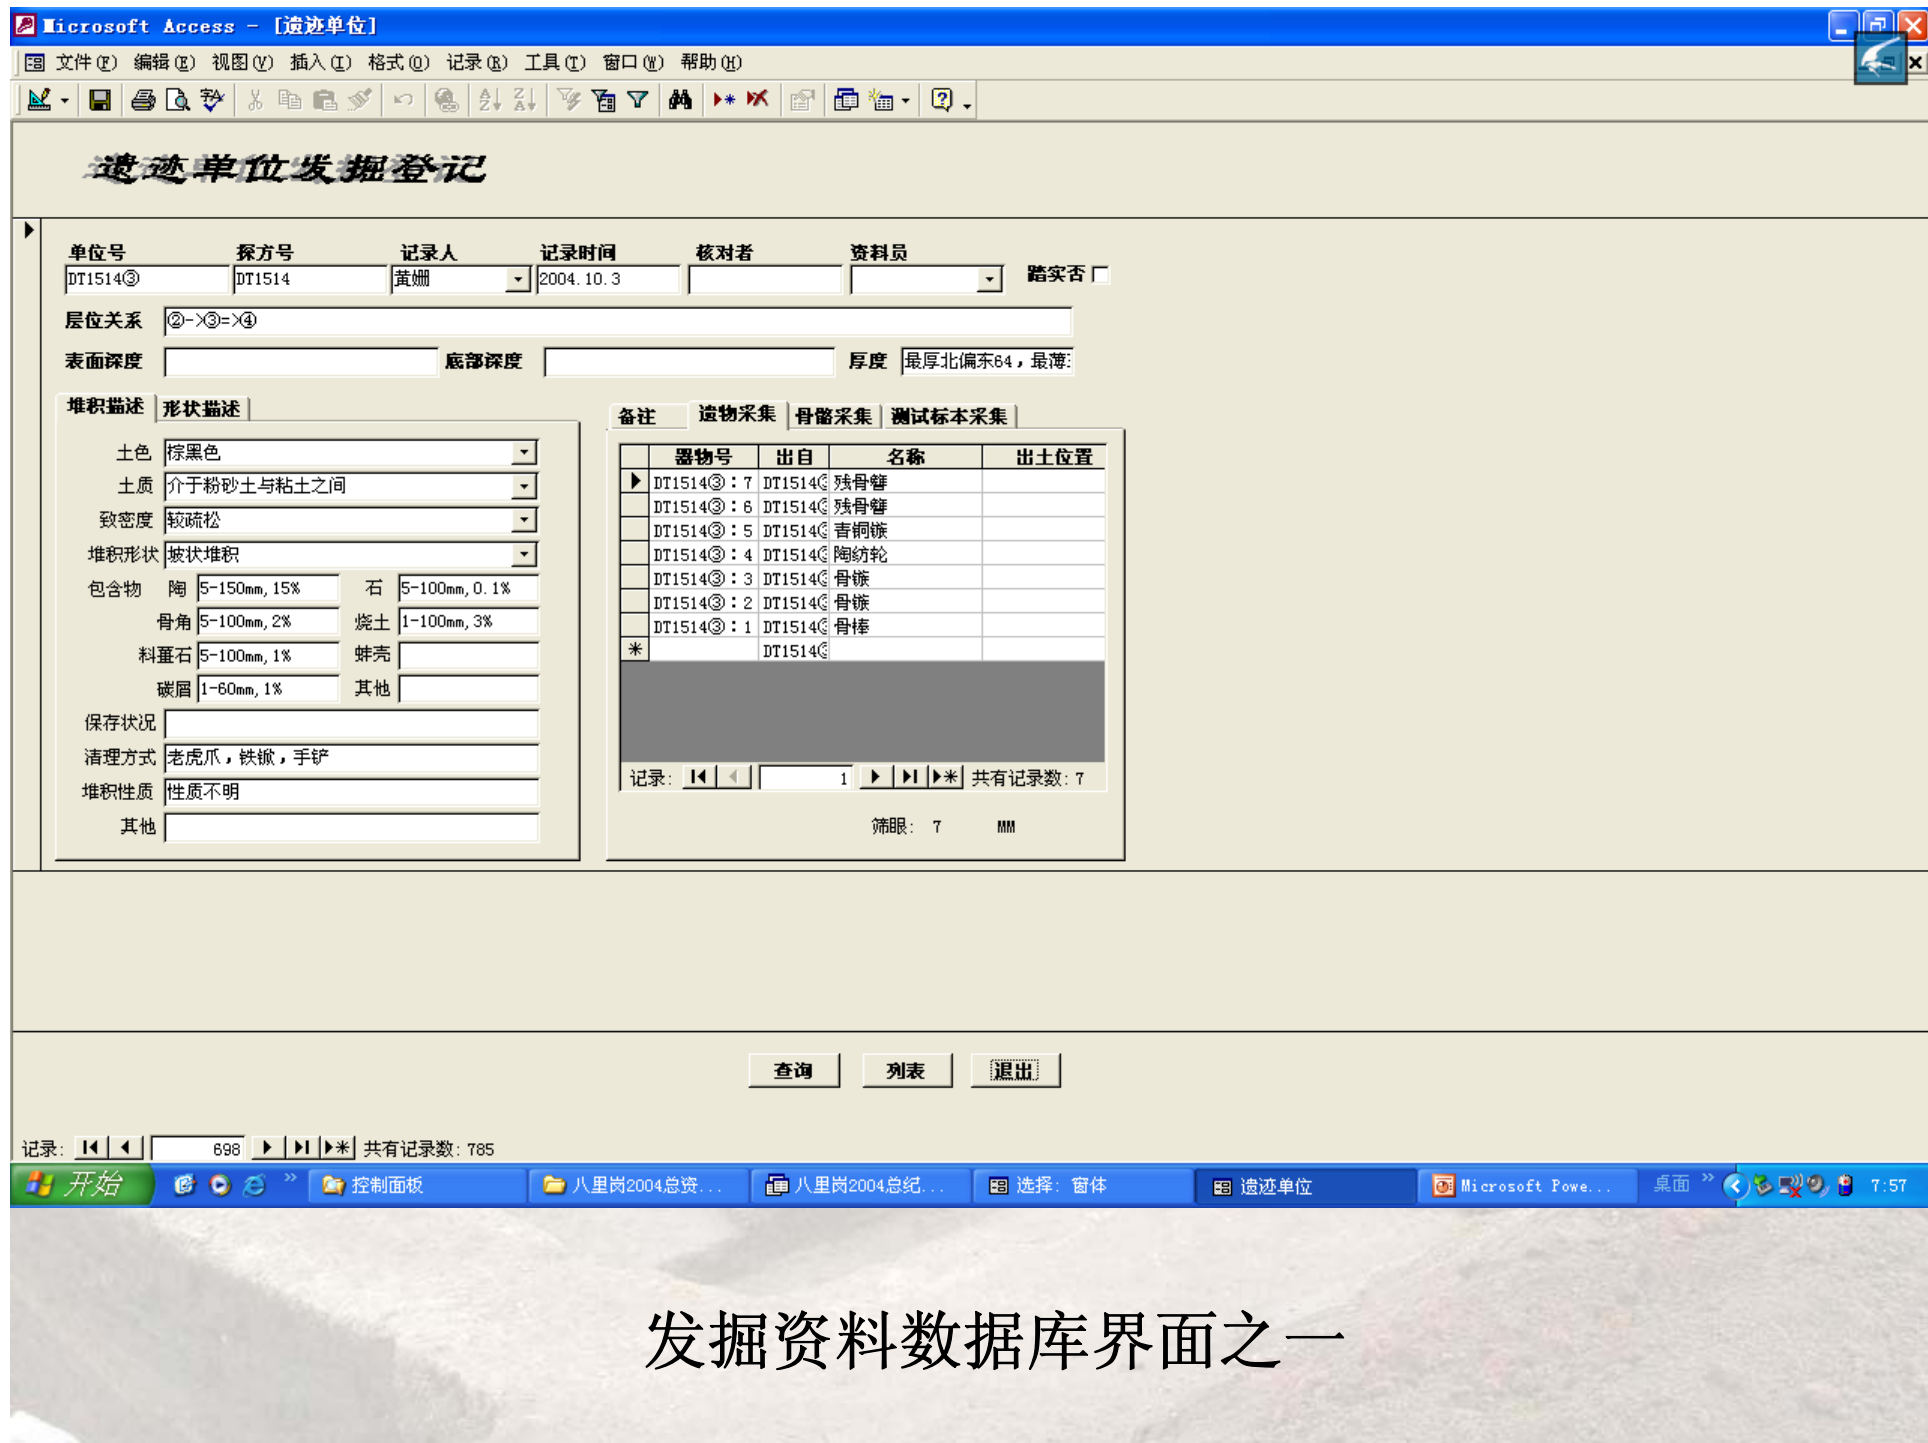 Microsoft Access - [遗迹单位]
文件(F) 编辑(E) 视图(V) 插入(I) 格式(O) 记录(R) 工具(T) 窗口(W) 帮助(H)
遗迹单位发掘登记
单位号 探方号 记录人 记录时间 核对者 资料员
DT1514③ DT1514 黄姗 2004.10.3 踏实否
层位关系 ②->③=>④
表面深度 底部深度 厚度 最厚北偏东64，最薄
堆积描述 形状描述
土色 棕黑色
土质 介于粉砂土与粘土之间
致密度 较疏松
堆积形状 坡状堆积
包含物 陶 5-150mm,15% 石 5-100mm,0.1%
骨角 5-100mm,2% 烧土 1-100mm,3%
料薑石 5-100mm,1% 蚌壳
碳屑 1-60mm,1% 其他
保存状况
清理方式 老虎爪，铁锨，手铲
堆积性质 性质不明
其他
备注 遗物采集 骨骼采集 测试标本采集
器物号 出自 名称 出土位置
DT1514③：7 DT1514 残骨簪
DT1514③：6 DT1514 残骨簪
DT1514③：5 DT1514 青铜镞
DT1514③：4 DT1514 陶纺轮
DT1514③：3 DT1514 骨镞
DT1514③：2 DT1514 骨镞
DT1514③：1 DT1514 骨棒
DT1514
记录: 1 共有记录数: 7
筛眼: 7 MM
查询 列表 退出
记录: 698 共有记录数: 785
开始 控制面板 八里岗2004总资... 八里岗2004总纪... 选择: 窗体 遗迹单位 Microsoft Powe... 桌面 7:57
发掘资料数据库界面之一